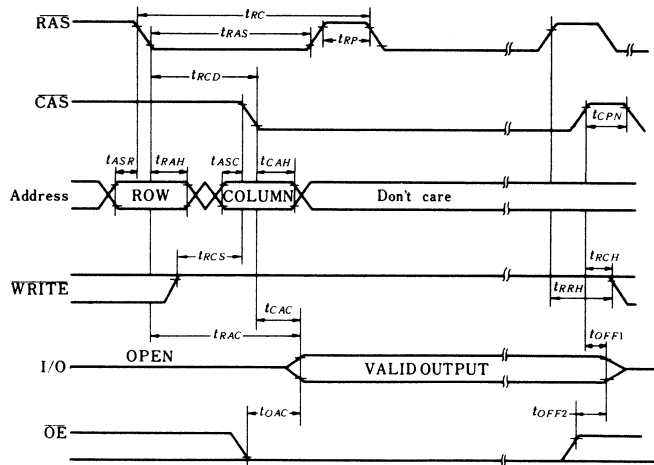 RAS
tRC
tRAS
tRP
tRCD
CAS
tCPN
tASR
tRAH
tASC
tCAH
Address
ROW
COLUMN
Don't care
tRCS
tRCH
WRITE
tRRH
tCAC
tRAC
tOFF1
OPEN
I/O
VALID OUTPUT
tOAC
tOFF2
OE